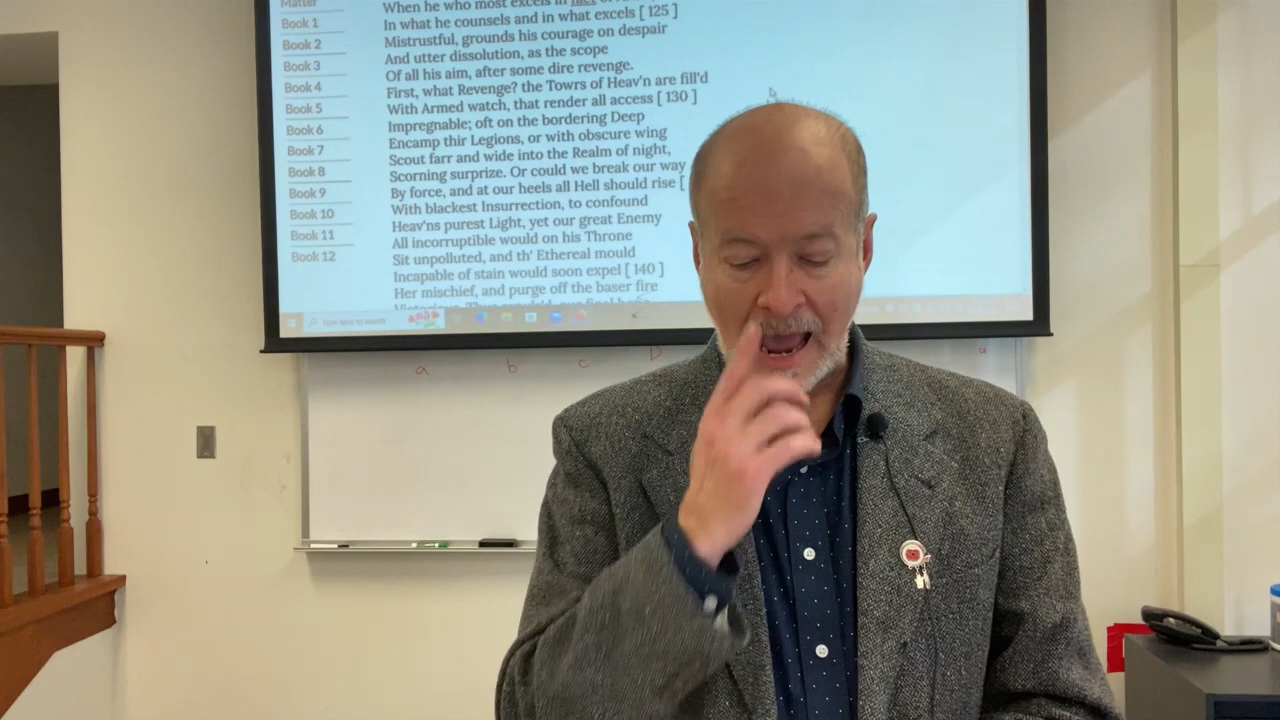 Matter
Book 1
Book 2
Book 3
Book 4
Book 5
Book 6
Book 7
Book 8
Book 9
Book 10
Book 11
Book 12
When he who most excels in fact of
In what he counsels and in what excels [ 125 ]
Mistrustful, grounds his courage on despair
And utter dissolution, as the scope
Of all his aim, after some dire revenge.
First, what Revenge? the Towrs of Heav'n are fill'd
With Armed watch, that render all access [ 130 ]
Impregnable; oft on the bordering Deep
Encamp thir Legions, or with obscure wing
Scout farr and wide into the Realm of night,
Scorning surprize. Or could we break our way
By force, and at our heels all Hell should rise [
With blackest Insurrection, to confound
Heav'ns purest Light, yet our great Enemy
All incorruptible would on his Throne
Sit unpolluted, and th' Ethereal mould
Incapable of stain would soon expel [ 140 ]
Her mischief, and purge off the baser fire
Type here to search
a b c D a